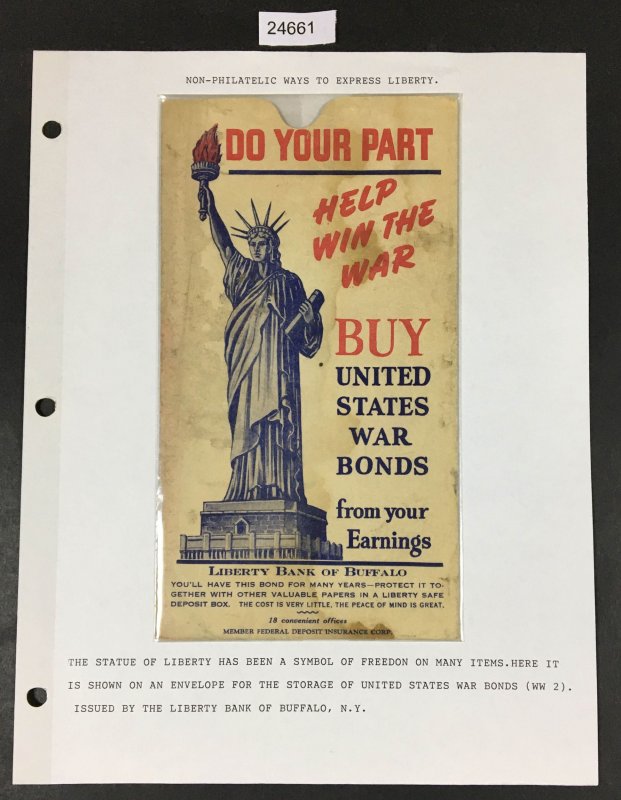 24661
NON-PHILATELIC WAYS TO EXPRESS LIBERTY.
DO YOUR PART
HELP
WIN THE
WAR
BUY
UNITED
STATES
WAR
BONDS
from your
Earnings
LIBERTY BANK OF BUFFALO
YOU'LL HAVE THIS BOND FOR MANY YEARS—PROTECT IT TO-
GETHER WITH OTHER VALUABLE PAPERS IN A LIBERTY SAFE
DEPOSIT BOX. THE COST IS VERY LITTLE, THE PEACE OF MIND IS GREAT.
18 convenient offices
MEMBER FEDERAL DEPOSIT INSURANCE CORP.
THE STATUE OF LIBERTY HAS BEEN A SYMBOL OF FREEDON ON MANY ITEMS.HERE IT
IS SHOWN ON AN ENVELOPE FOR THE STORAGE OF UNITED STATES WAR BONDS (WW 2).
ISSUED BY THE LIBERTY BANK OF BUFFALO, N.Y.